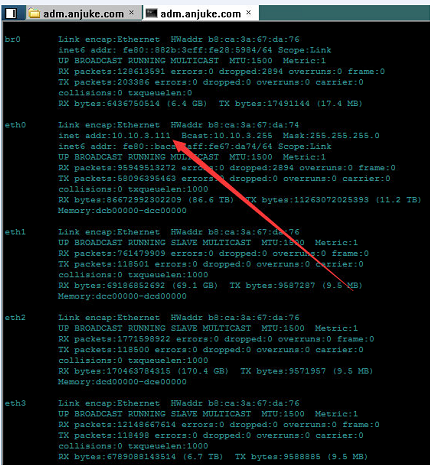 adm.anjuke.com × adm.anjuke.com ×
br0 Link encap:Ethernet HWaddr b8:ca:3a:67:da:76
inet6 addr: fe80::882b:3cff:fe28:5984/64 Scope:Link
UP BROADCAST RUNNING MULTICAST MTU:1500 Metric:1
RX packets:128613591 errors:0 dropped:2894 overruns:0 frame:0
TX packets:203386 errors:0 dropped:0 overruns:0 carrier:0
collisions:0 txqueuelen:0
RX bytes:6436750514 (6.4 GB) TX bytes:17491144 (17.4 MB)
eth0 Link encap:Ethernet HWaddr b8:ca:3a:67:da:74
inet addr:10.10.3.111 Bcast:10.10.3.255 Mask:255.255.255.0
inet6 addr: fe80::baca:3aff:fe67:da74/64 Scope:Link
UP BROADCAST RUNNING MULTICAST MTU:1500 Metric:1
RX packets:95949513272 errors:0 dropped:2894 overruns:0 frame:0
TX packets:58096395463 errors:0 dropped:0 overruns:0 carrier:0
collisions:0 txqueuelen:1000
RX bytes:86672992302209 (86.6 TB) TX bytes:11263072025393 (11.2 TB)
Memory:dcb00000-dcc00000
eth1 Link encap:Ethernet HWaddr b8:ca:3a:67:da:76
UP BROADCAST RUNNING SLAVE MULTICAST MTU:1500 Metric:1
RX packets:761479909 errors:0 dropped:0 overruns:0 frame:0
TX packets:118501 errors:0 dropped:0 overruns:0 carrier:0
collisions:0 txqueuelen:1000
RX bytes:69186852692 (69.1 GB) TX bytes:9587287 (9.5 MB)
Memory:dcc00000-dcd00000
eth2 Link encap:Ethernet HWaddr b8:ca:3a:67:da:76
UP BROADCAST RUNNING SLAVE MULTICAST MTU:1500 Metric:1
RX packets:1771598922 errors:0 dropped:0 overruns:0 frame:0
TX packets:118500 errors:0 dropped:0 overruns:0 carrier:0
collisions:0 txqueuelen:1000
RX bytes:170463784315 (170.4 GB) TX bytes:9571957 (9.5 MB)
Memory:dcd00000-dce00000
eth3 Link encap:Ethernet HWaddr b8:ca:3a:67:da:76
UP BROADCAST RUNNING SLAVE MULTICAST MTU:1500 Metric:1
RX packets:12148667614 errors:0 dropped:0 overruns:0 frame:0
TX packets:118498 errors:0 dropped:0 overruns:0 carrier:0
collisions:0 txqueuelen:1000
RX bytes:6789088143514 (6.7 TB) TX bytes:9588885 (9.5 MB)